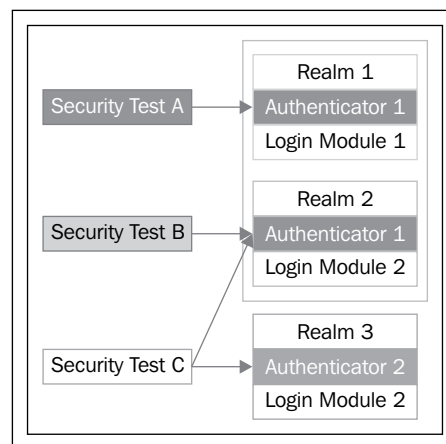 Realm 1
Security Test A
Authenticator 1
Login Module 1
Realm 2
Security Test B
Authenticator 1
Login Module 2
Realm 3
Security Test C
Authenticator 2
Login Module 2